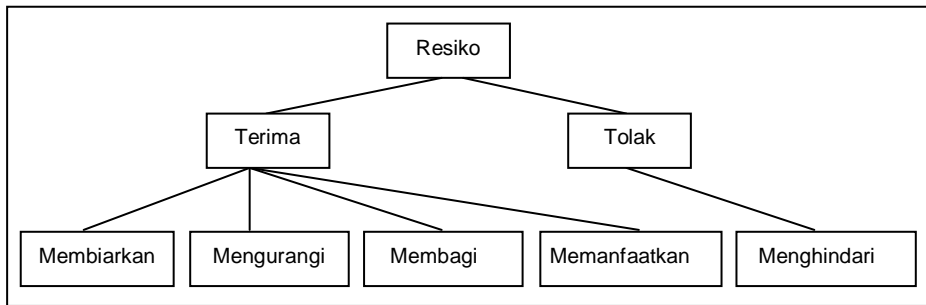 Resiko
Terima
Tolak
Membiarkan
Mengurangi
Membagi
Memanfaatkan
Menghindari